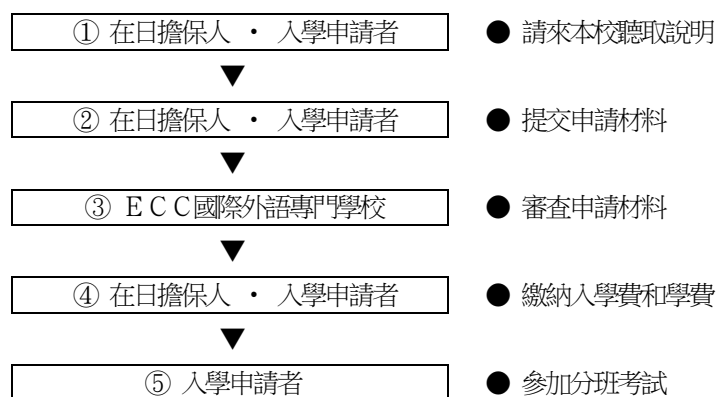 ① 在日擔保人 ・ 入學申請者 ● 請來本校聽取說明
▼
② 在日擔保人 ・ 入學申請者 ● 提交申請材料
▼
③ ＥＣＣ國際外語專門學校 ● 審查申請材料
▼
④ 在日擔保人 ・ 入學申請者 ● 繳納入學費和學費
▼
⑤ 入學申請者 ● 參加分班考試